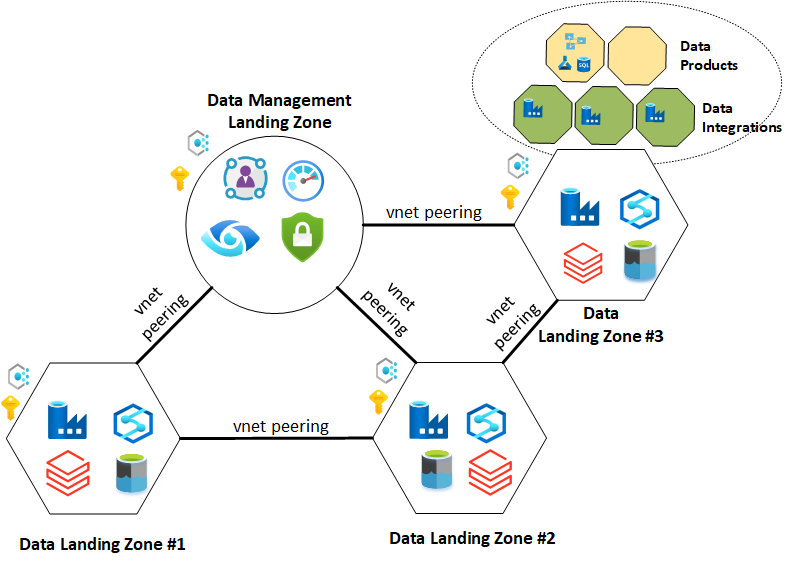 Data
Products
Data
Integrations
Data Management
Landing Zone
SQL
vnet peering
vnet
peering
vnet
peering
vnet
peering
Data
Landing Zone #3
vnet peering
Data Landing Zone #1
Data Landing Zone #2